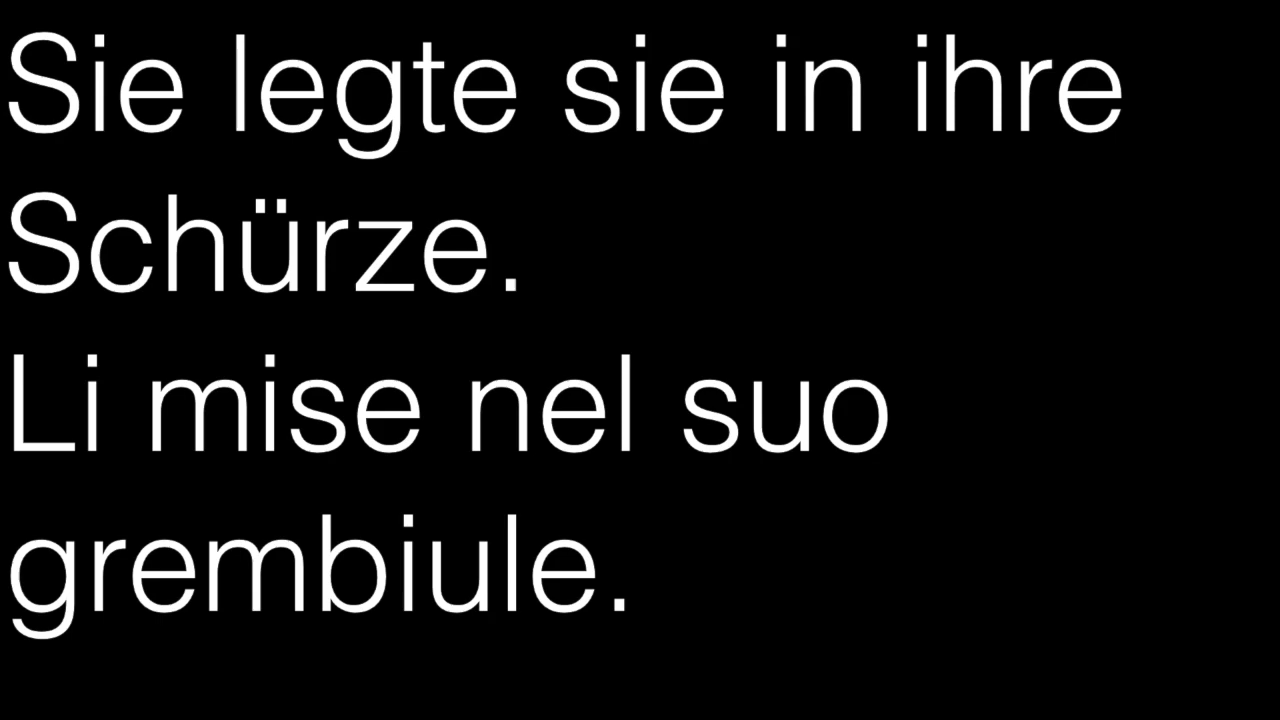 Sie legte sie in ihre
Schürze.
Li mise nel suo
grembiule.